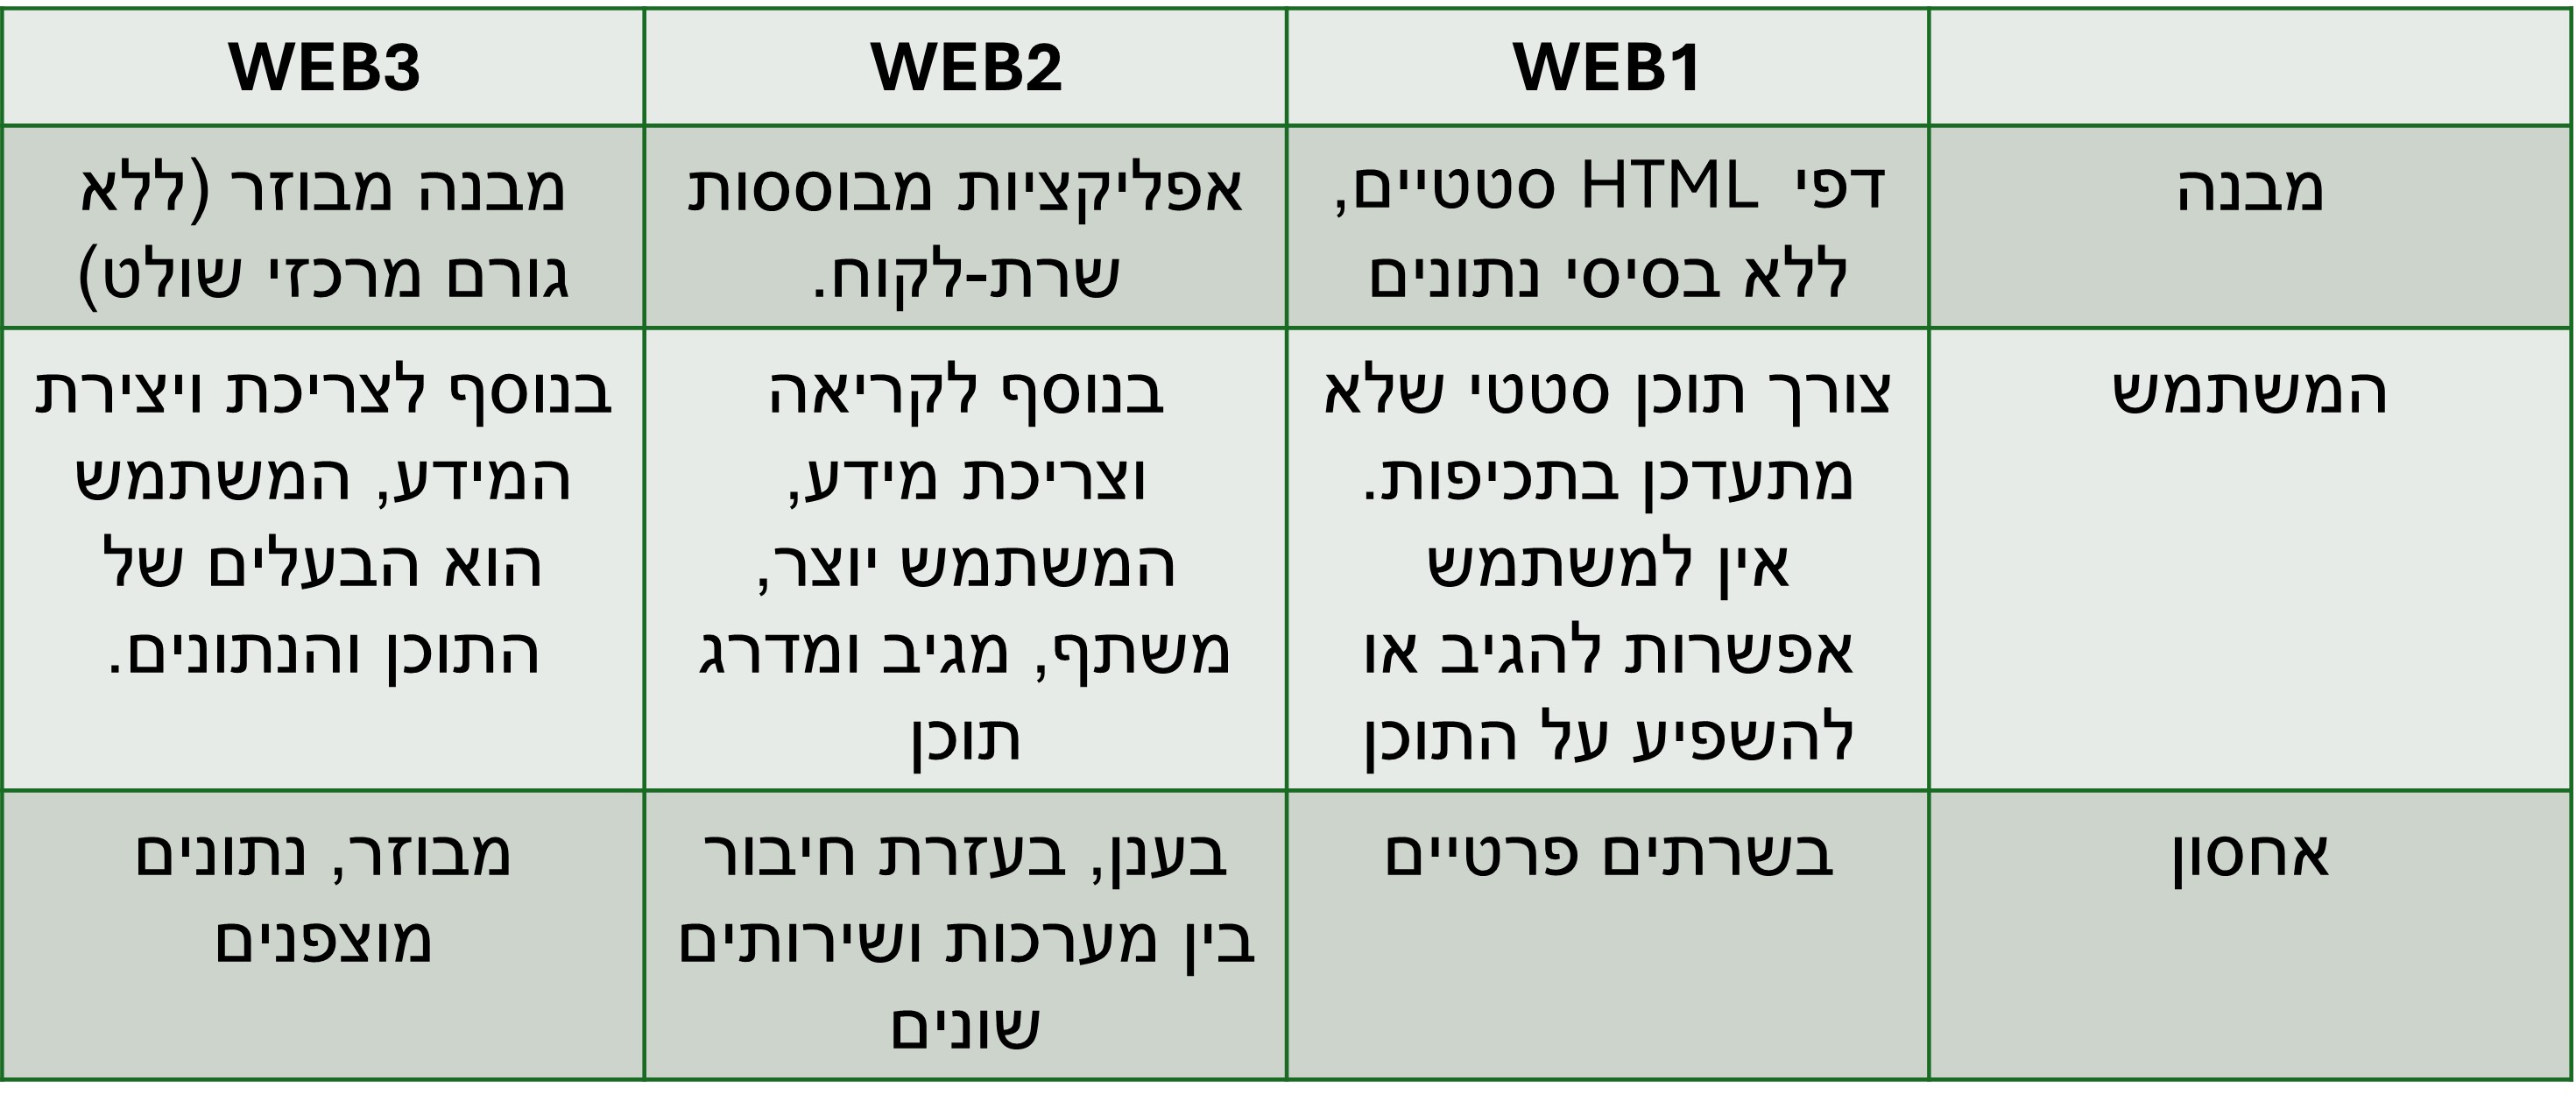 WEB1
WEB2
WEB3
מבנה
דפי HTML סטטיים,
ללא בסיסי נתונים
אפליקציות מבוססות
שרת-לקוח.
מבנה מבוזר (ללא
גורם מרכזי שולט)
המשתמש
צורך תוכן סטטי שלא
מתעדכן בתכיפות.
אין למשתמש
אפשרות להגיב או
להשפיע על התוכן
בנוסף לקריאה
וצריכת מידע,
המשתמש יוצר,
משתף, מגיב ומדרג
תוכן
בנוסף לצריכת ויצירת
המידע, המשתמש
הוא הבעלים של
התוכן והנתונים.
אחסון
בשרתים פרטיים
בענן, בעזרת חיבור
בין מערכות ושירותים
שונים
מבוזר, נתונים
מוצפנים